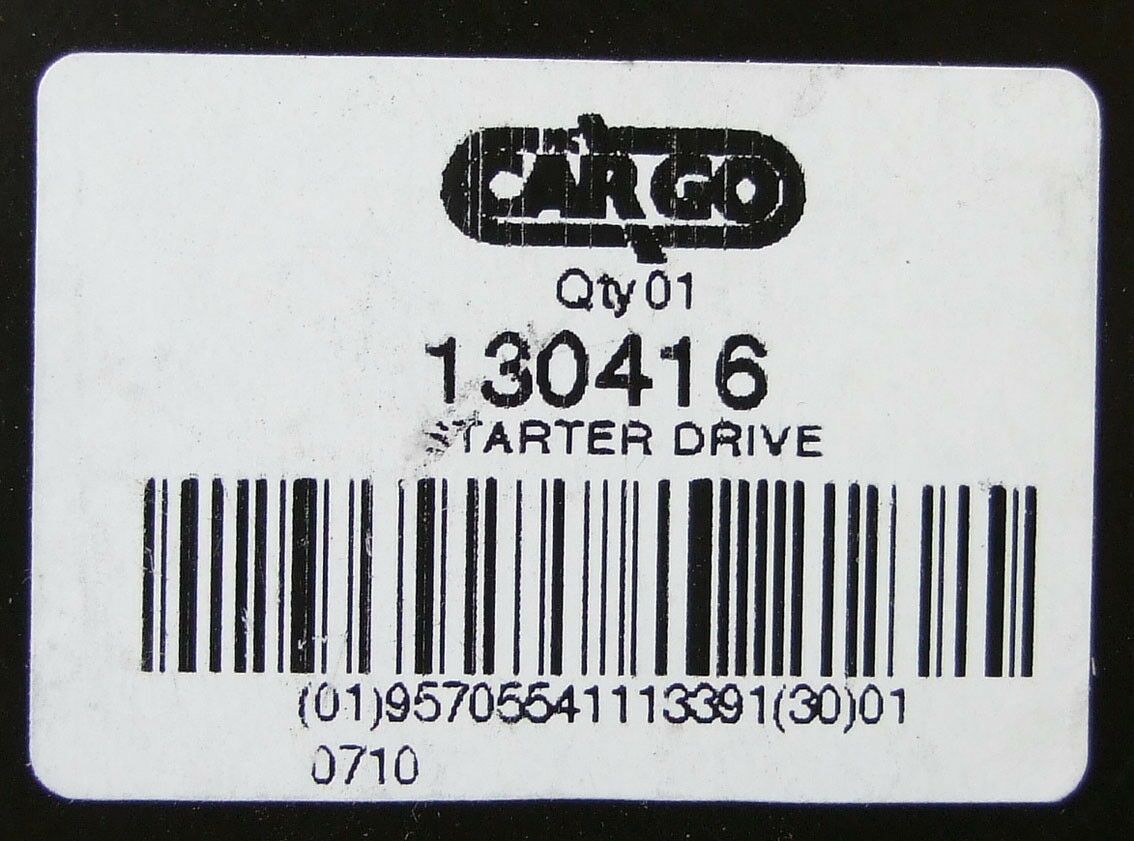 CARGO
Qty 01
130416
STARTER DRIVE
(01)95705541113391(30)01
0710